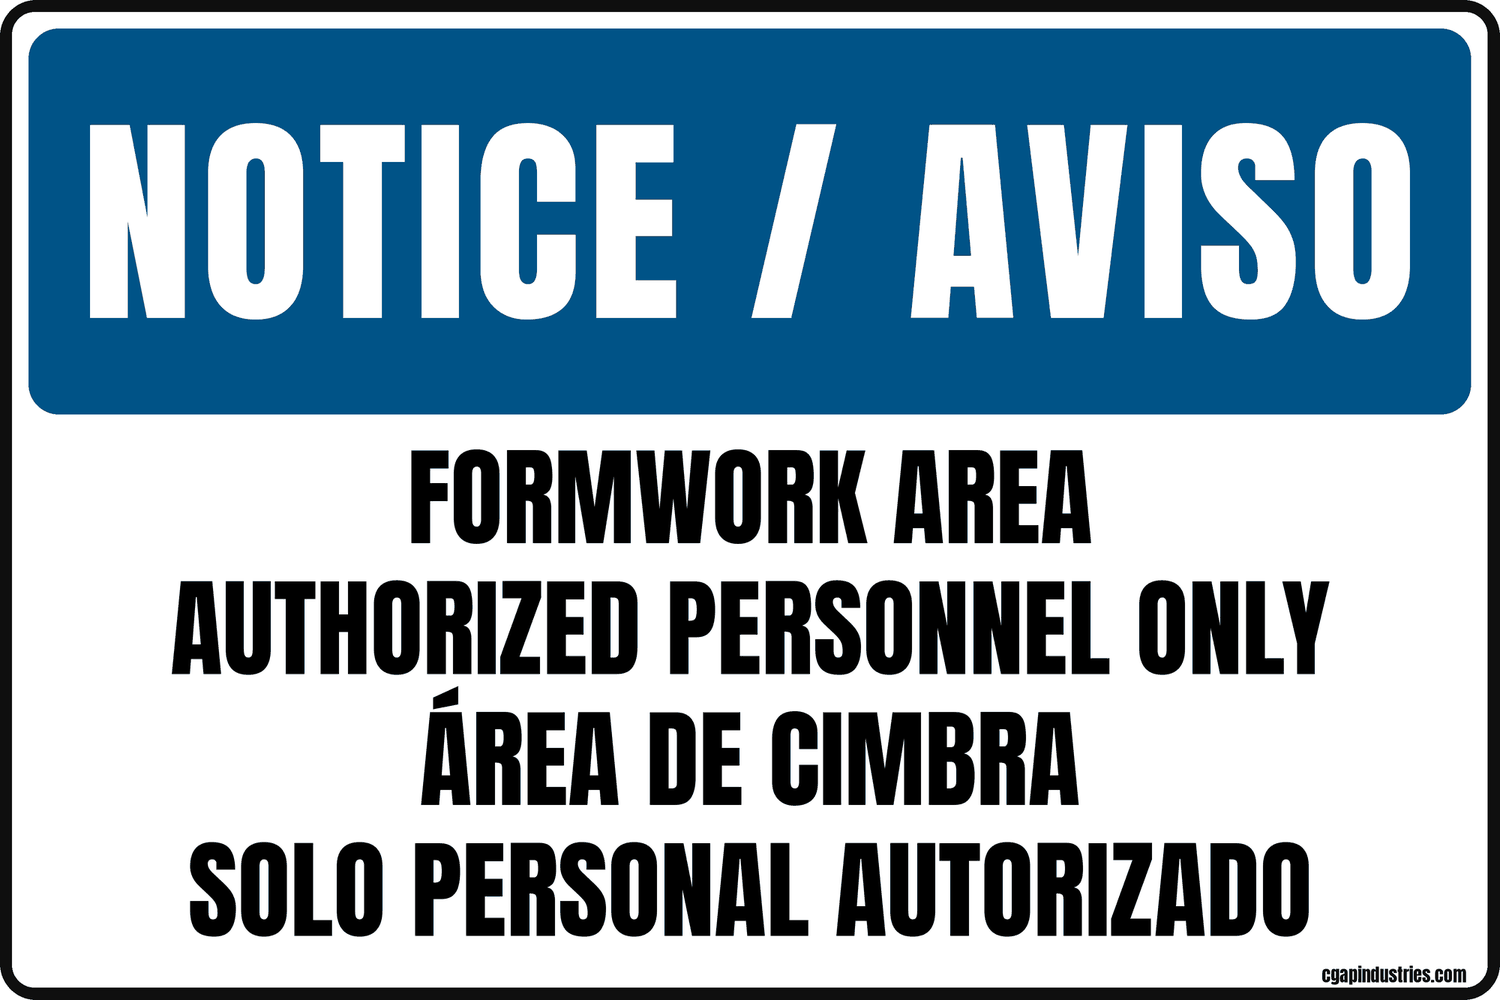 NOTICE / AVISO
FORMWORK AREA
AUTHORIZED PERSONNEL ONLY
ÁREA DE CIMBRA
SOLO PERSONAL AUTORIZADO
cgapindustries.com